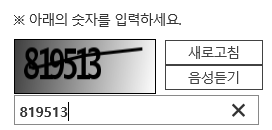 ※ 아래의 숫자를 입력하세요.
819513
새로고침
음성듣기
819513